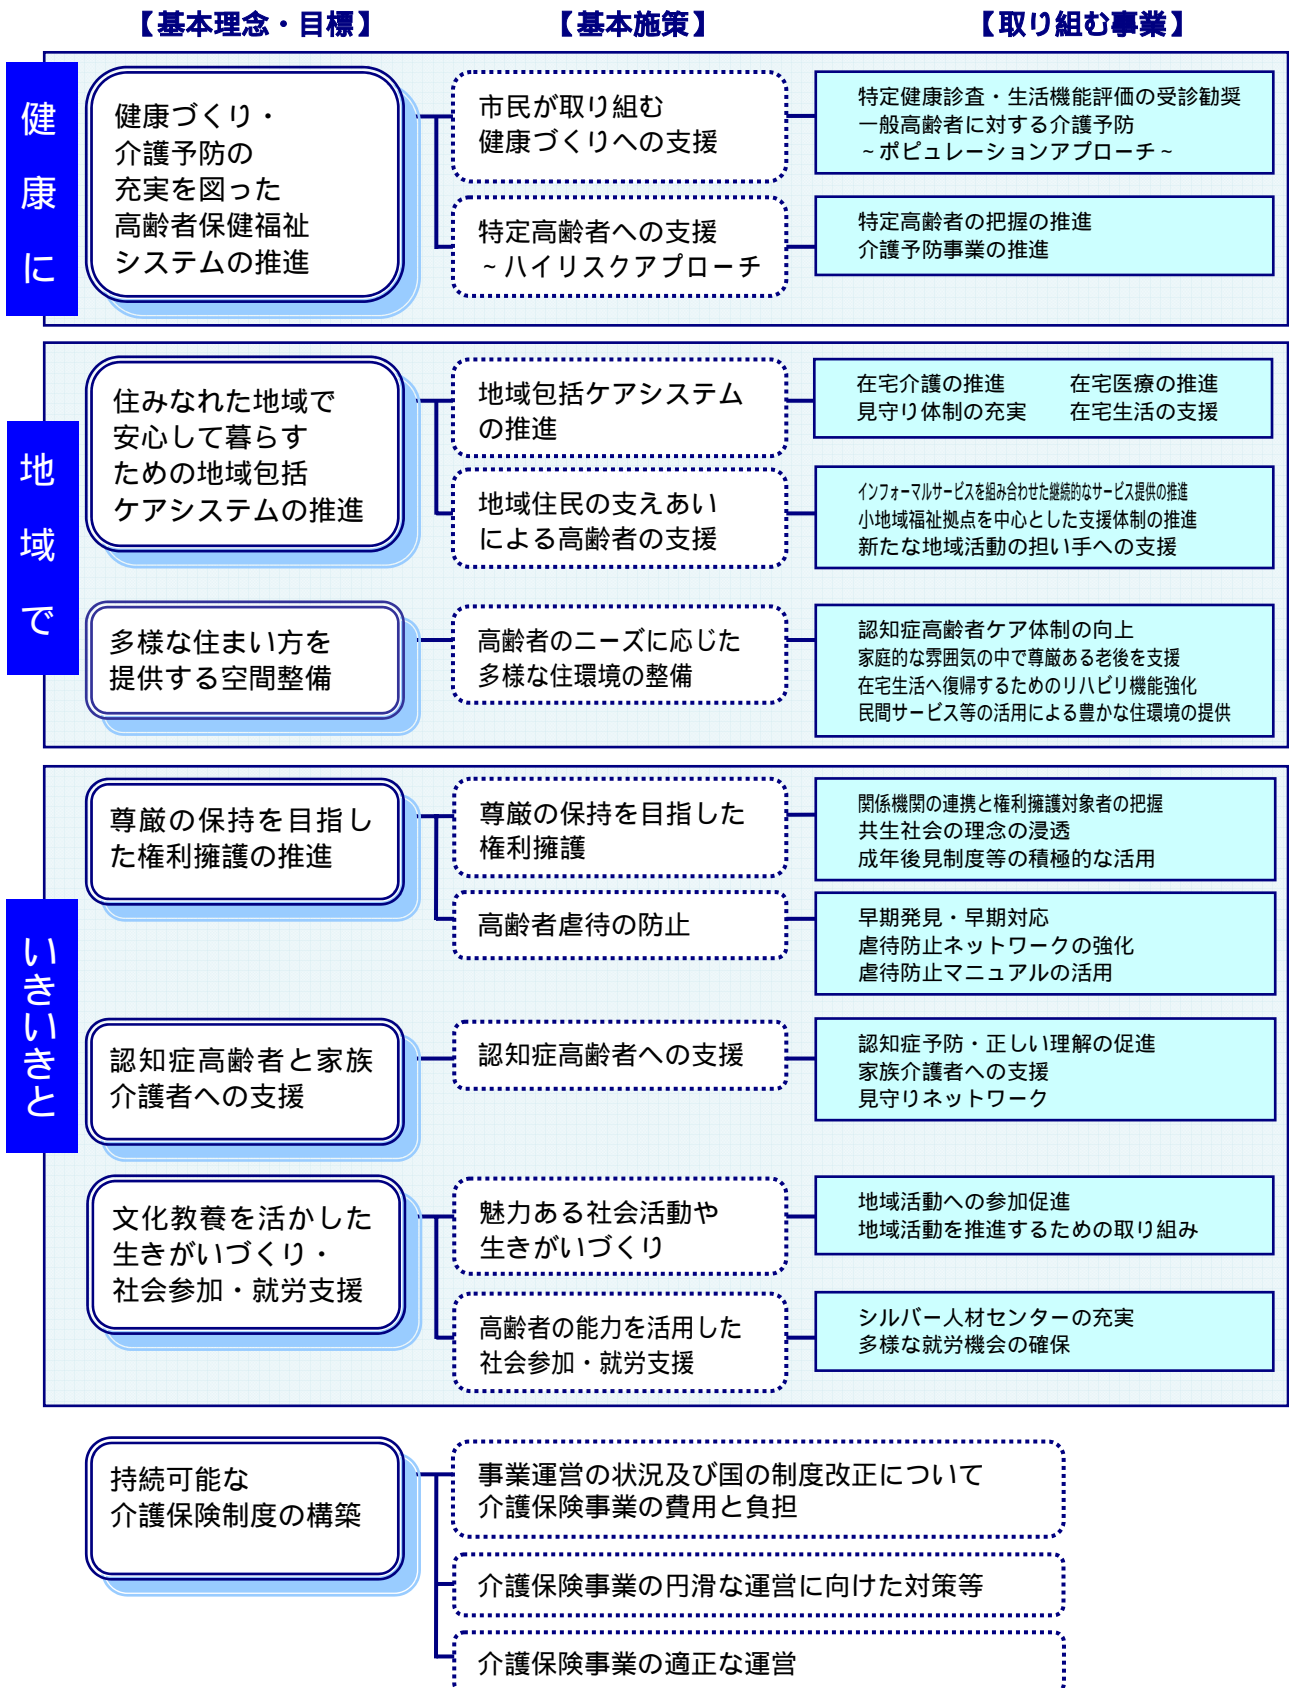 【基本理念・目標】
【基本施策】
【取り組む事業】
健康に
健康づくり・
介護予防の
充実を図った
高齢者保健福祉
システムの推進
市民が取り組む
健康づくりへの支援
特定健康診査・生活機能評価の受診勧奨
一般高齢者に対する介護予防
~ポピュレーションアプローチ~
特定高齢者への支援
~ハイリスクアプローチ
特定高齢者の把握の推進
介護予防事業の推進
地域で
住みなれた地域で
安心して暮らす
ための地域包括
ケアシステムの推進
地域包括ケアシステム
の推進
在宅介護の推進 在宅医療の推進
見守り体制の充実 在宅生活の支援
地域住民の支えあい
による高齢者の支援
インフォーマルサービスを組み合わせた継続的なサービス提供の推進
小地域福祉拠点を中心とした支援体制の推進
新たな地域活動の担い手への支援
多様な住まい方を
提供する空間整備
高齢者のニーズに応じた
多様な住環境の整備
認知症高齢者ケア体制の向上
家庭的な雰囲気の中で尊厳ある老後を支援
在宅生活へ復帰するためのリハビリ機能強化
民間サービス等の活用による豊かな住環境の提供
いきいきと
尊厳の保持を目指し
た権利擁護の推進
尊厳の保持を目指した
権利擁護
関係機関の連携と権利擁護対象者の把握
共生社会の理念の浸透
成年後見制度等の積極的な活用
高齢者虐待の防止
早期発見・早期対応
虐待防止ネットワークの強化
虐待防止マニュアルの活用
認知症高齢者と家族
介護者への支援
認知症高齢者への支援
認知症予防・正しい理解の促進
家族介護者への支援
見守りネットワーク
文化教養を活かした
生きがいづくり・
社会参加・就労支援
魅力ある社会活動や
生きがいづくり
地域活動への参加促進
地域活動を推進するための取り組み
高齢者の能力を活用した
社会参加・就労支援
シルバー人材センターの充実
多様な就労機会の確保
持続可能な
介護保険制度の構築
事業運営の状況及び国の制度改正について
介護保険事業の費用と負担
介護保険事業の円滑な運営に向けた対策等
介護保険事業の適正な運営